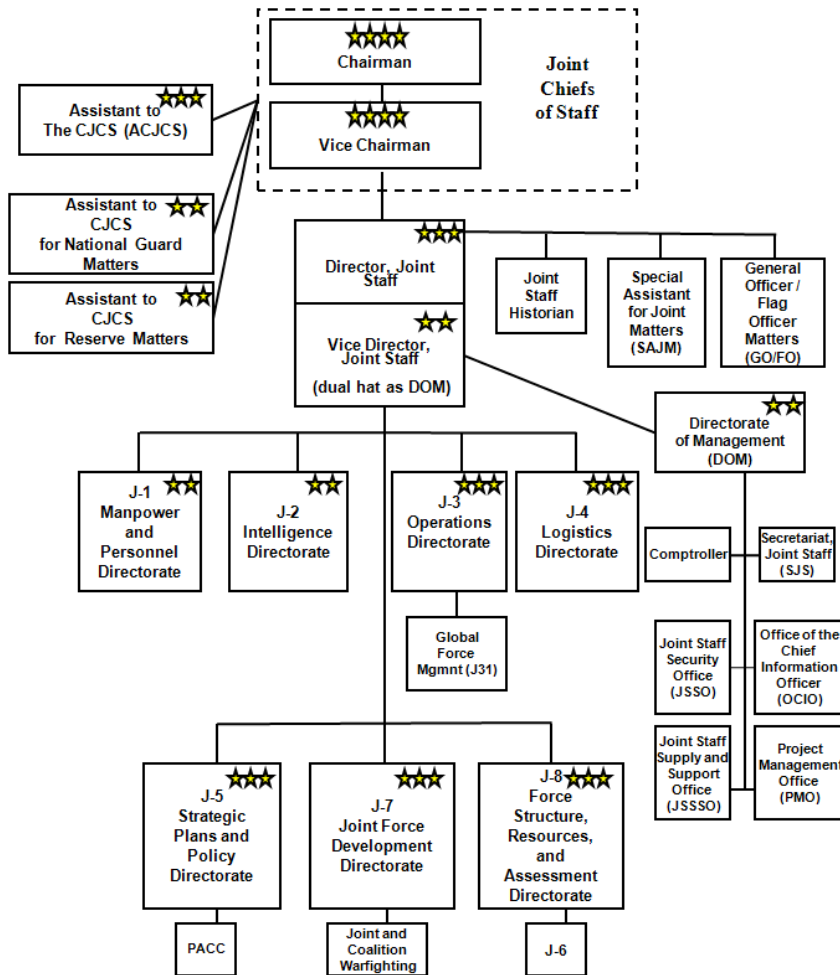 Chairman
Joint
Chiefs
of Staff
Vice Chairman
Assistant to
The CJCS (ACJCS)
Assistant to
CJCS
for National Guard
Matters
Assistant to
CJCS
for Reserve Matters
Director, Joint
Staff
Vice Director,
Joint Staff
(dual hat as DOM)
Joint
Staff
Historian
Special
Assistant
for Joint
Matters
(SAJM)
General
Officer /
Flag
Officer
Matters
(GO/FO)
Directorate
of Management
(DOM)
J-1
Manpower
and
Personnel
Directorate
J-2
Intelligence
Directorate
J-3
Operations
Directorate
J-4
Logistics
Directorate
Global
Force
Mgmnt (J31)
Comptroller
Secretariat,
Joint Staff
(SJS)
Joint Staff
Security
Office
(JSSO)
Office of the
Chief
Information
Officer
(OCIO)
Joint Staff
Supply and
Support
Office
(JSSSO)
Project
Management
Office
(PMO)
J-5
Strategic
Plans and
Policy
Directorate
J-7
Joint Force
Development
Directorate
J-8
Force
Structure,
Resources,
and
Assessment
Directorate
PACC
Joint and
Coalition
Warfighting
J-6